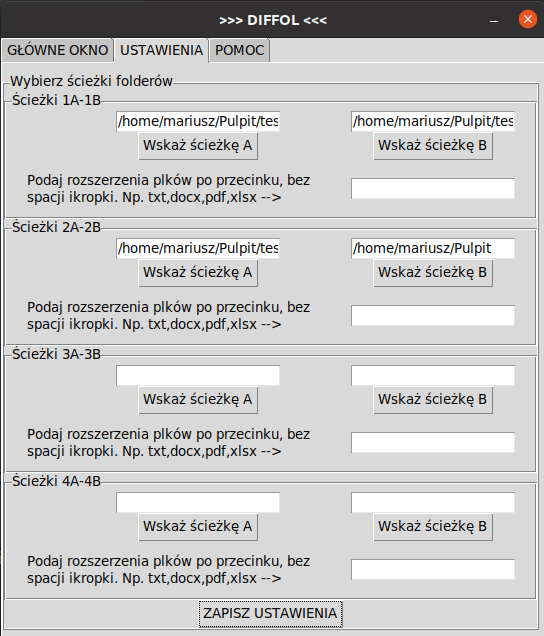 >>> DIFFOL <<<
GŁÓWNE OKNO USTAWIENIA POMOC
Wybierz ścieżki folderów
Ścieżki 1A-1B
/home/mariusz/Pulpit/tes /home/mariusz/Pulpit/tes
Wskaż ścieżkę A Wskaż ścieżkę B
Podaj rozszerzenia plków po przecinku, bez
spacji ikropki. Np. txt,docx,pdf,xlsx -->
Ścieżki 2A-2B
/home/mariusz/Pulpit/tes /home/mariusz/Pulpit
Wskaż ścieżkę A Wskaż ścieżkę B
Podaj rozszerzenia plków po przecinku, bez
spacji ikropki. Np. txt,docx,pdf,xlsx -->
Ścieżki 3A-3B
Wskaż ścieżkę A Wskaż ścieżkę B
Podaj rozszerzenia plków po przecinku, bez
spacji ikropki. Np. txt,docx,pdf,xlsx -->
Ścieżki 4A-4B
Wskaż ścieżkę A Wskaż ścieżkę B
Podaj rozszerzenia plków po przecinku, bez
spacji ikropki. Np. txt,docx,pdf,xlsx -->
ZAPISZ USTAWIENIA